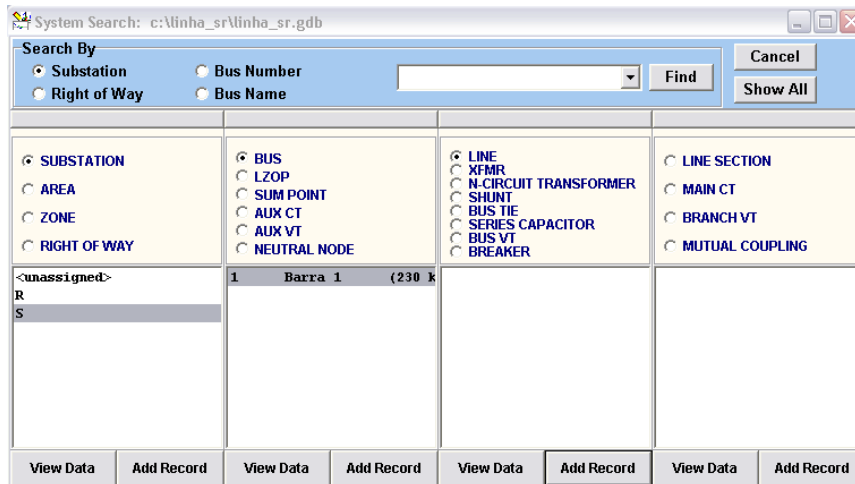 System Search: c:\linha_sr\linha_sr.gdb
Search By
Substation
Bus Number
Right of Way
Bus Name
Find
Cancel
Show All
SUBSTATION
AREA
ZONE
RIGHT OF WAY
BUS
LZOP
SUM POINT
AUX CT
AUX VT
NEUTRAL NODE
LINE
XFMR
N-CIRCUIT TRANSFORMER
SHUNT
BUS TIE
SERIES CAPACITOR
BUS VT
BREAKER
LINE SECTION
MAIN CT
BRANCH VT
MUTUAL COUPLING
<unassigned>
R
S
1 Barra 1 (230 k
View Data
Add Record
View Data
Add Record
View Data
Add Record
View Data
Add Record